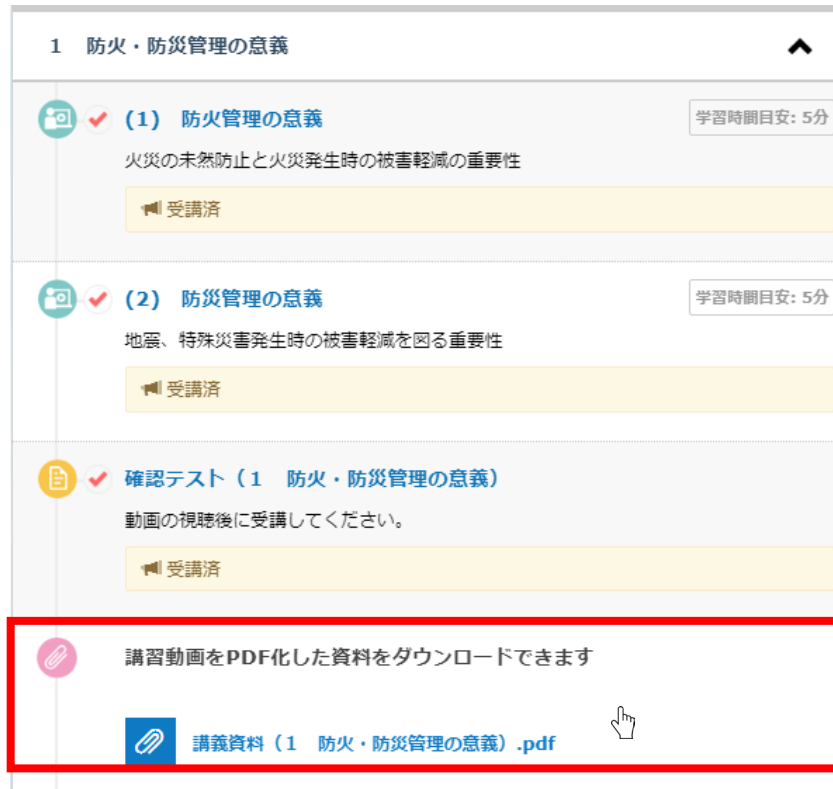 1 防火・防災管理の意義
(1) 防火管理の意義
学習時間目安: 5分
火災の未然防止と火災発生時の被害軽減の重要性
受講済
(2) 防災管理の意義
学習時間目安: 5分
地震、特殊災害発生時の被害軽減を図る重要性
受講済
確認テスト（1 防火・防災管理の意義）
動画の視聴後に受講してください。
受講済
講習動画をPDF化した資料をダウンロードできます
講義資料（1 防火・防災管理の意義）.pdf